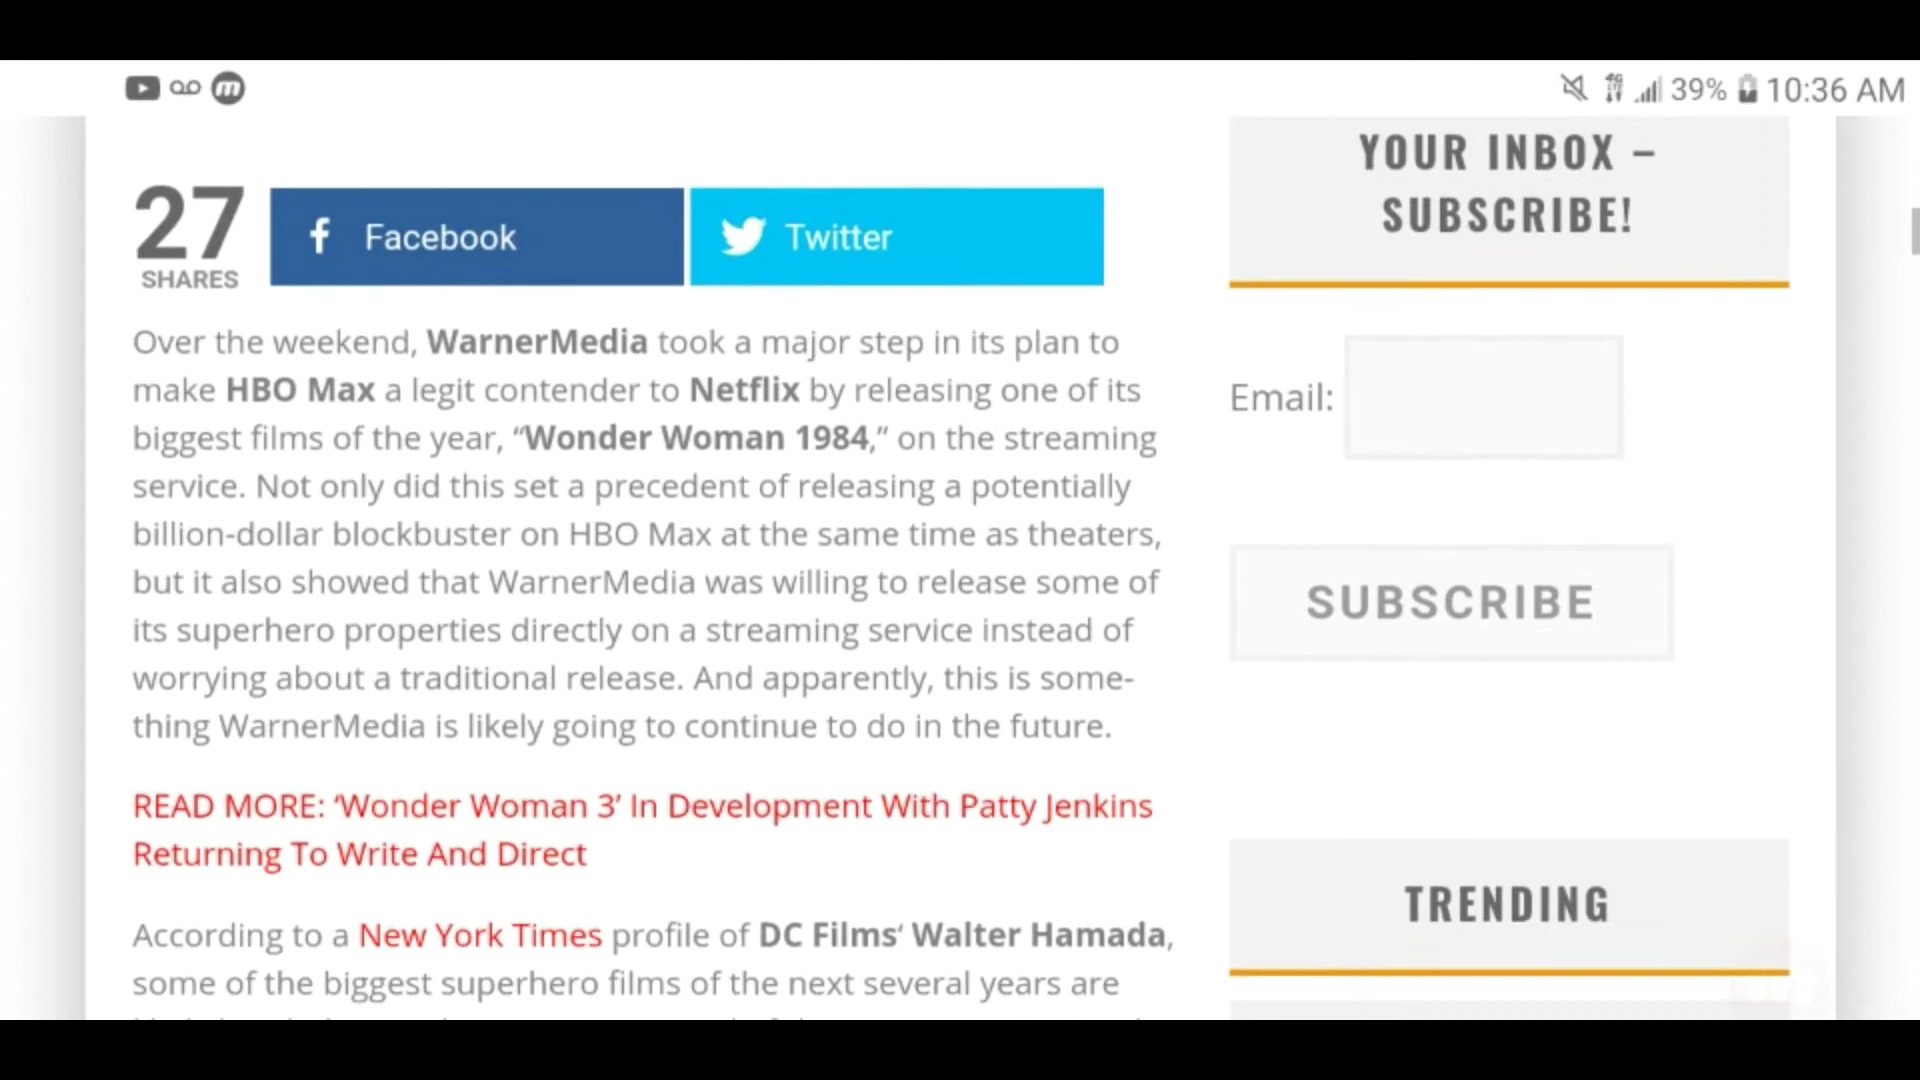 39% 10:36 AM
27
SHARES
Facebook
Twitter
Over the weekend, WarnerMedia took a major step in its plan to
make HBO Max a legit contender to Netflix by releasing one of its
biggest films of the year, “Wonder Woman 1984,” on the streaming
service. Not only did this set a precedent of releasing a potentially
billion-dollar blockbuster on HBO Max at the same time as theaters,
but it also showed that WarnerMedia was willing to release some of
its superhero properties directly on a streaming service instead of
worrying about a traditional release. And apparently, this is some-
thing WarnerMedia is likely going to continue to do in the future.
READ MORE: ‘Wonder Woman 3’ In Development With Patty Jenkins
Returning To Write And Direct
According to a New York Times profile of DC Films‘ Walter Hamada,
some of the biggest superhero films of the next several years are
YOUR INBOX –
SUBSCRIBE!
Email:
SUBSCRIBE
TRENDING